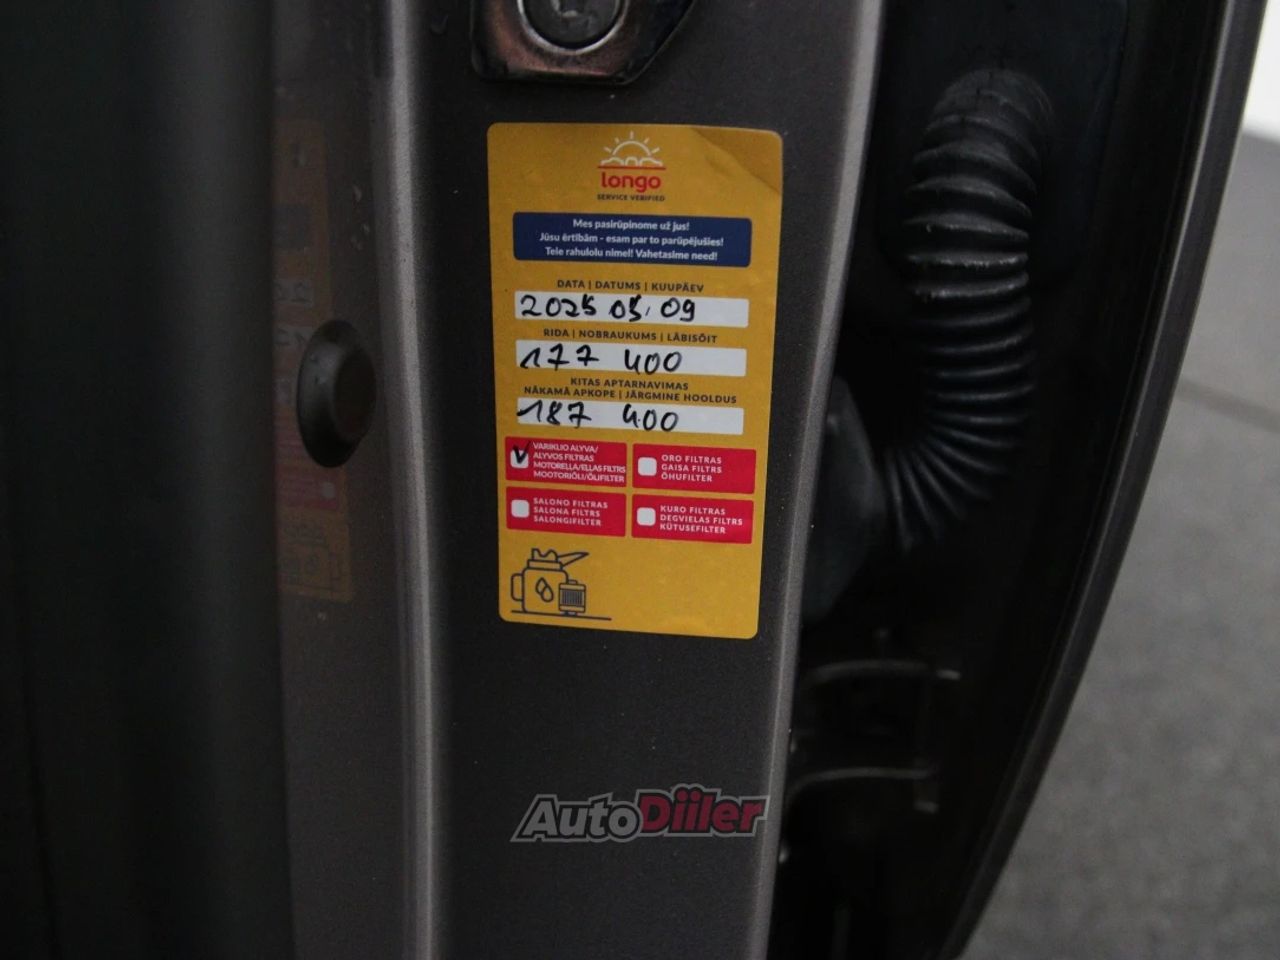 longo
SERVICE VERIFIED
Mes pasirūpinome už jus!
Jūsu ērtībām - esam par to parūpējušies!
Teie rahulolu nimel! Vahetasime need!
DATA | DATUMS | KUUPÄEV
2025 05. 09
RIDA | NOBRAUKUMS | LÄBISÕIT
177 400
KITAS APTARNAVIMAS
NĀKAMĀ APKOPE | JÄRGMINE HOOLDUS
187 400
VARIKLIO ALYVA/
ALYVOS FILTRAS
MOTORELLA/ELLAS FILTRS
MOOTORIÕLI/ÕLIFILTER
ORO FILTRAS
GAISA FILTRS
ÕHUFILTER
SALONO FILTRAS
SALONA FILTRS
SALONGIFILTER
KURO FILTRAS
DEGVIELAS FILTRS
KÜTUSEFILTER
AutoDiiler